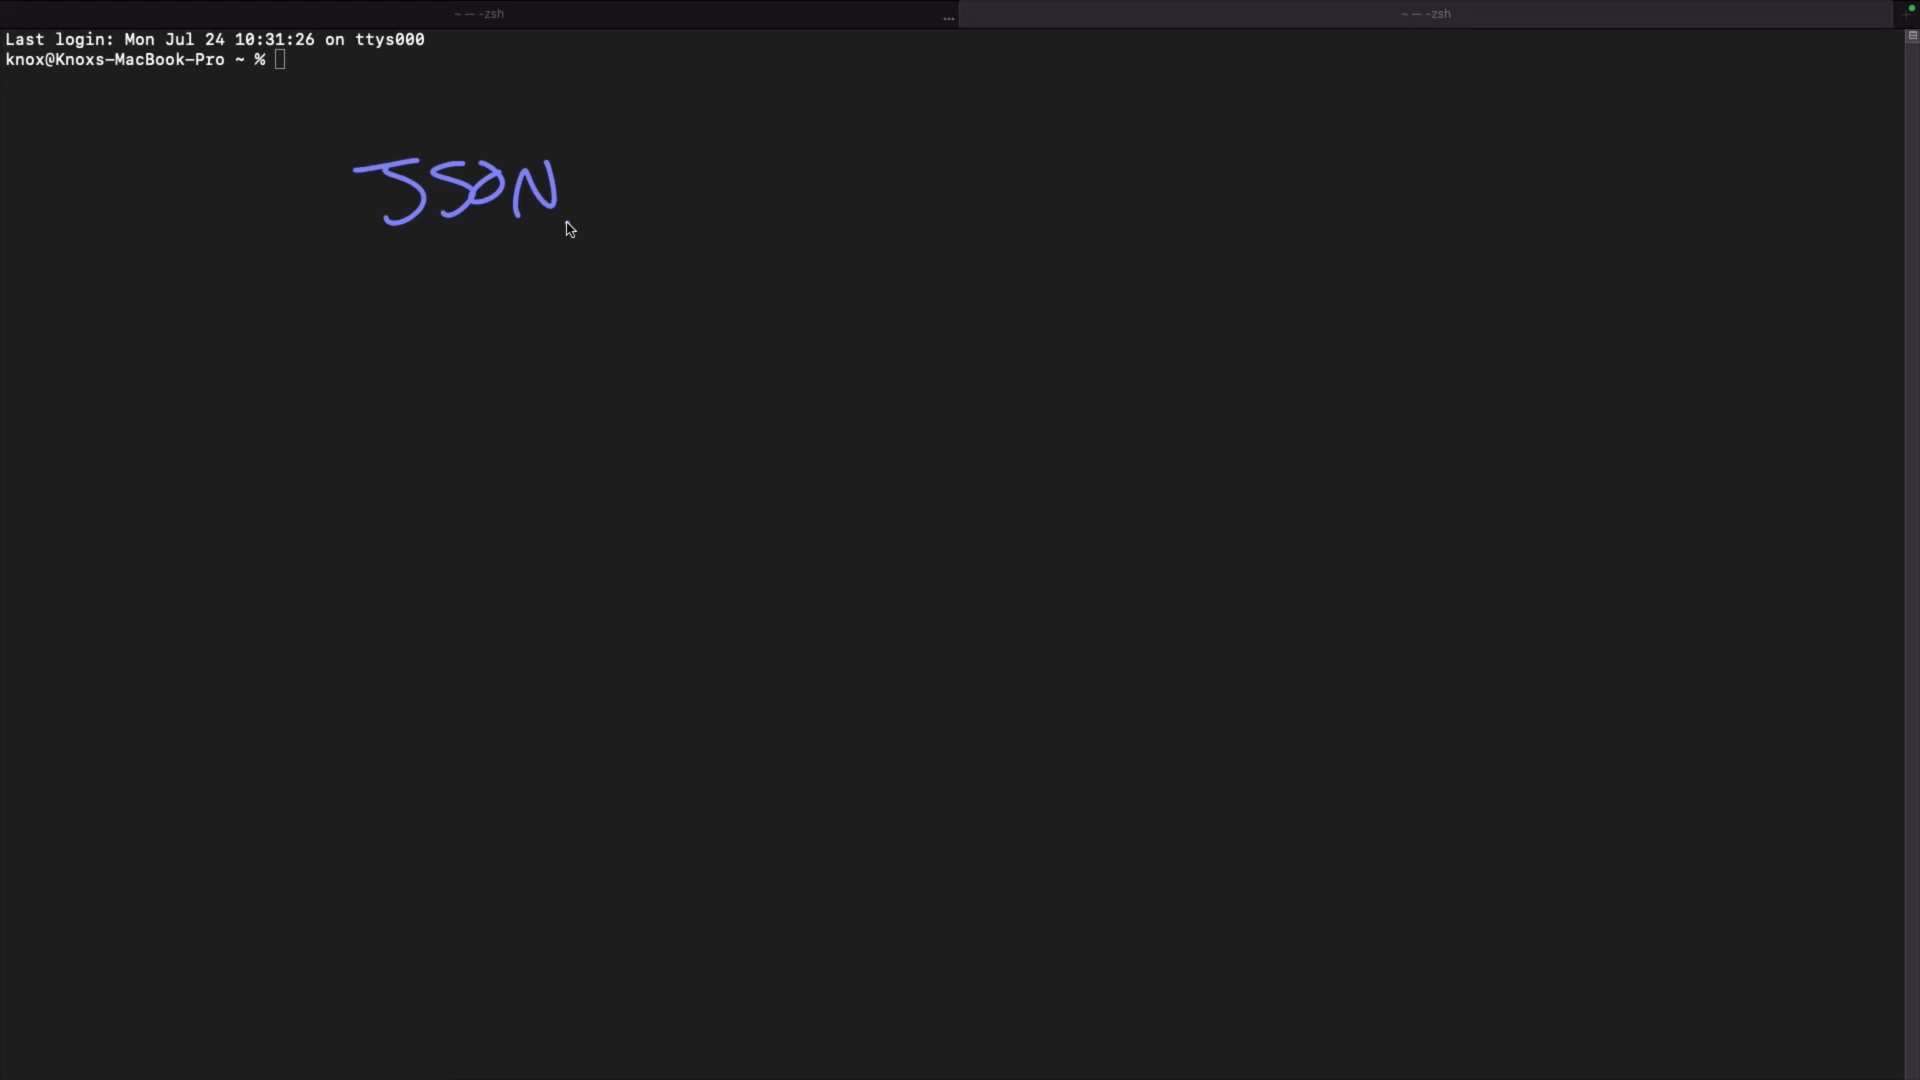 ~ — -zsh
...
~ — -zsh
+
Last login: Mon Jul 24 10:31:26 on ttys000
knox@Knoxs-MacBook-Pro ~ %
JSON